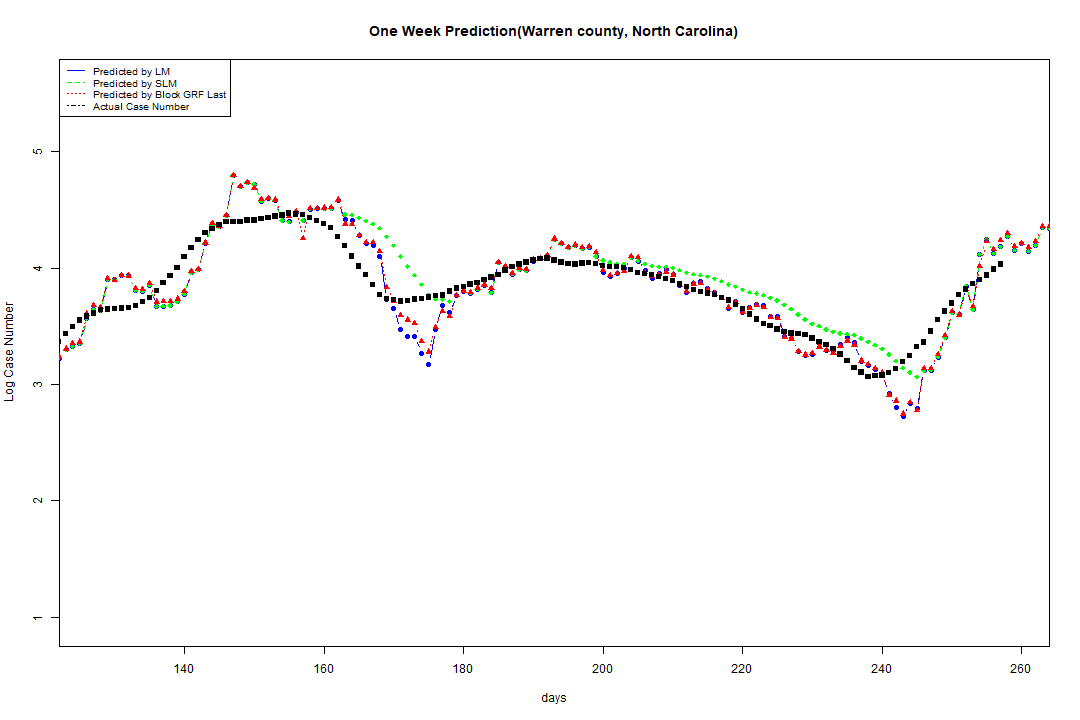 One Week Prediction(Warren county, North Carolina)
Predicted by LM
Predicted by SLM
Predicted by Block GRF Last
Actual Case Number
5
4
3
2
1
Log Case Number
140 160 180 200 220 240 260
days